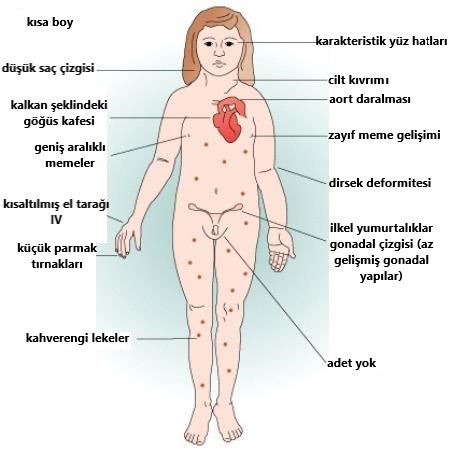 kısa boy
düşük saç çizgisi
kalkan şeklindeki
göğüs kafesi
geniş aralıklı
memeler
kısaltılmış el tarağı
IV
küçük parmak
tırnakları
kahverengi lekeler
karakteristik yüz hatları
cilt kıvrımı
aort daralması
zayıf meme gelişimi
dirsek deformitesi
ilkel yumurtalıklar
gonadal çizgisi (az
gelişmiş gonadal
yapılar)
adet yok